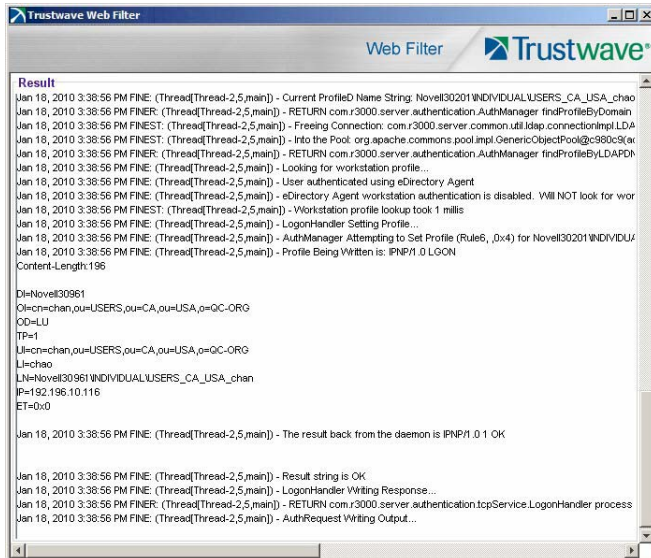 Trustwave Web Filter
Web Filter Trustwave®
Result
Jan 18, 2010 3:38:56 PM FINE: (Thread[Thread-2,5,main]) - Current ProfileD Name String: Novell30201\INDIVIDUAL\USERS_CA_USA_chao
Jan 18, 2010 3:38:56 PM FINER: (Thread[Thread-2,5,main]) - RETURN com.r3000.server.authentication.AuthManager findProfileByDomain
Jan 18, 2010 3:38:56 PM FINEST: (Thread[Thread-2,5,main]) - Freeing Connection: com.r3000.server.common.util.ldap.connectionImpl.LDA
Jan 18, 2010 3:38:56 PM FINEST: (Thread[Thread-2,5,main]) - Into the Pool: org.apache.commons.pool.impl.GenericObjectPool@c980c9(ac
Jan 18, 2010 3:38:56 PM FINER: (Thread[Thread-2,5,main]) - RETURN com.r3000.server.authentication.AuthManager findProfileByLDAPDN
Jan 18, 2010 3:38:56 PM FINE: (Thread[Thread-2,5,main]) - Looking for workstation profile...
Jan 18, 2010 3:38:56 PM FINE: (Thread[Thread-2,5,main]) - User authenticated using eDirectory Agent
Jan 18, 2010 3:38:56 PM FINE: (Thread[Thread-2,5,main]) - eDirectory Agent workstation authentication is disabled. Will NOT look for wor
Jan 18, 2010 3:38:56 PM FINEST: (Thread[Thread-2,5,main]) - Workstation profile lookup took 1 millis
Jan 18, 2010 3:38:56 PM FINE: (Thread[Thread-2,5,main]) - LogonHandler Setting Profile...
Jan 18, 2010 3:38:56 PM FINE: (Thread[Thread-2,5,main]) - AuthManager Attempting to Set Profile (Rule6, ,0x4) for Novell30201\INDIVIDUA
Jan 18, 2010 3:38:56 PM FINE: (Thread[Thread-2,5,main]) - Profile Being Written is: IPNP/1.0 LGON
Content-Length:196
DI=Novell30961
OI=cn=chan,ou=USERS,ou=CA,ou=USA,o=QC-ORG
OD=LU
TP=1
UI=cn=chan,ou=USERS,ou=CA,ou=USA,o=QC-ORG
LI=chao
LN=Novell30961\INDIVIDUAL\USERS_CA_USA_chan
IP=192.196.10.116
ET=0x0
Jan 18, 2010 3:38:56 PM FINE: (Thread[Thread-2,5,main]) - The result back from the daemon is IPNP/1.0 1 OK
Jan 18, 2010 3:38:56 PM FINE: (Thread[Thread-2,5,main]) - Result string is OK
Jan 18, 2010 3:38:56 PM FINE: (Thread[Thread-2,5,main]) - LogonHandler Writing Response...
Jan 18, 2010 3:38:56 PM FINER: (Thread[Thread-2,5,main]) - RETURN com.r3000.server.authentication.tcpService.LogonHandler process
Jan 18, 2010 3:38:56 PM FINE: (Thread[Thread-2,5,main]) - AuthRequest Writing Output...